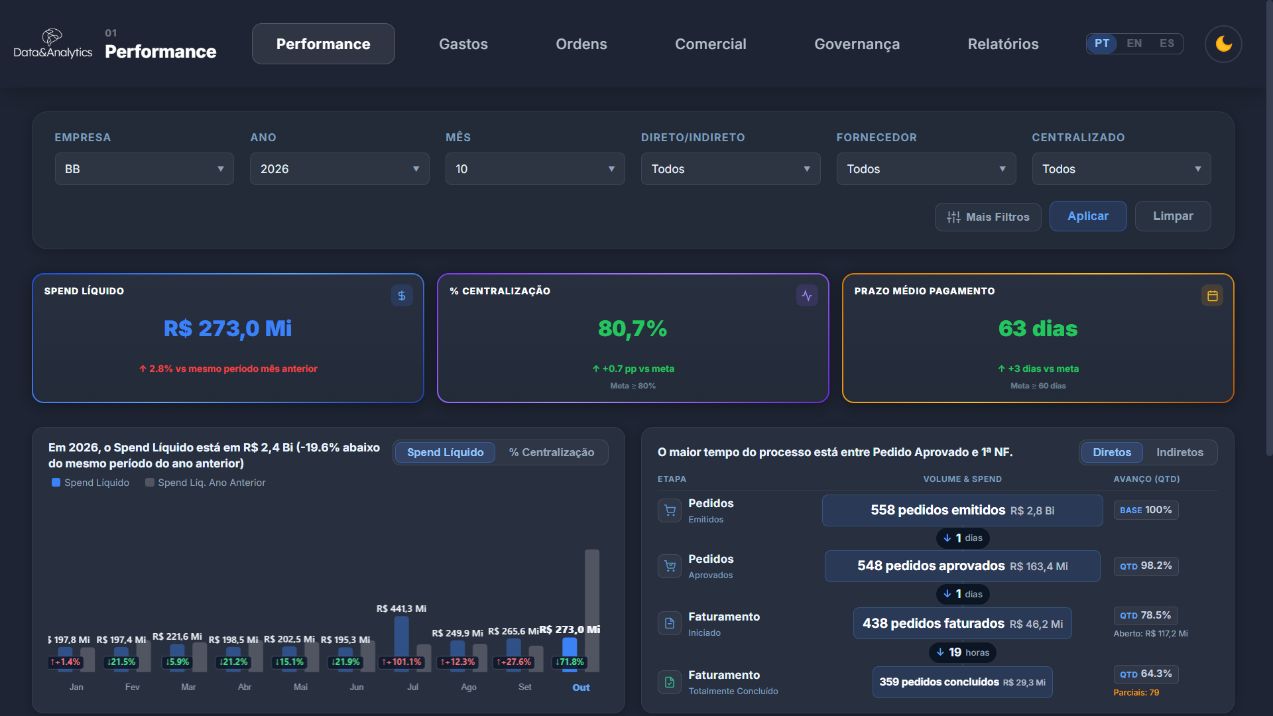 Data&Analytics
01
Performance
Performance
Gastos
Ordens
Comercial
Governança
Relatórios
PT EN ES
EMPRESA
ANO
MÊS
DIRETO/INDIRETO
FORNECEDOR
CENTRALIZADO
BB
2026
10
Todos
Todos
Todos
Mais Filtros
Aplicar
Limpar
SPEND LÍQUIDO
R$ 273,0 Mi
↑ 2.8% vs mesmo período mês anterior
% CENTRALIZAÇÃO
80,7%
↑ +0.7 pp vs meta
Meta ≥ 80%
PRAZO MÉDIO PAGAMENTO
63 dias
↑ +3 dias vs meta
Meta ≥ 60 dias
Em 2026, o Spend Líquido está em R$ 2,4 Bi (-19.6% abaixo
do mesmo período do ano anterior)
Spend Líquido
% Centralização
Spend Líquido
Spend Liq. Ano Anterior
R$ 441,3 Mi
197,8 Mi R$ 197,4 Mi R$ 221,6 Mi R$ 198,5 Mi R$ 202,5 Mi R$ 195,3 Mi R$ 249,9 Mi R$ 265,6 Mi R$ 273,0 Mi
↑+1.4% ↓21.5% ↓5.9% ↓21.2% ↓15.1% ↓21.9% ↑+101.1% ↑+12.3% ↑+27.6% ↓71.8%
Jan Fev Mar Abr Mai Jun Jul Ago Set Out
O maior tempo do processo está entre Pedido Aprovado e 1ª NF.
Diretos
Indiretos
ETAPA
VOLUME & SPEND
AVANÇO (QTD)
Pedidos
Emitidos
558 pedidos emitidos R$ 2,8 Bi
BASE 100%
↓ 1 dias
Pedidos
Aprovados
548 pedidos aprovados R$ 163,4 Mi
QTD 98.2%
↓ 1 dias
Faturamento
Iniciado
438 pedidos faturados R$ 46,2 Mi
QTD 78.5%
Aberto: R$ 117,2 Mi
↓ 19 horas
Faturamento
Totalmente Concluído
359 pedidos concluídos R$ 29,3 Mi
QTD 64.3%
Parciais: 79